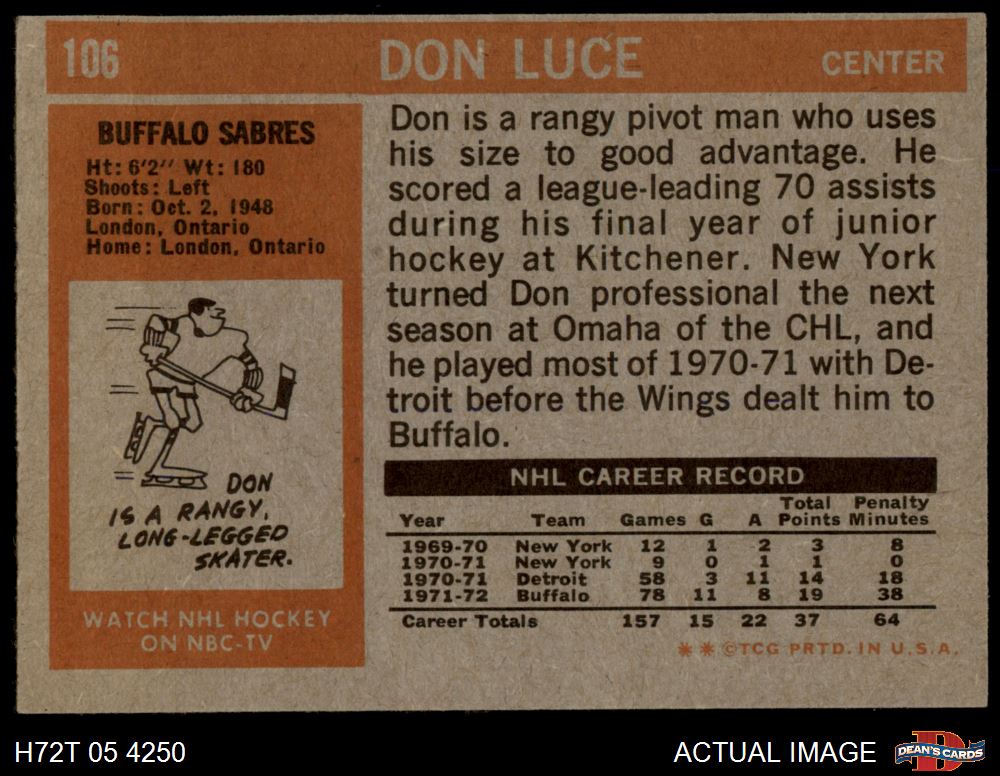 106 DON LUCE CENTER
BUFFALO SABRES
Ht: 6'2" Wt: 180
Shoots: Left
Born: Oct. 2, 1948
London, Ontario
Home: London, Ontario
DON
IS A RANGY,
LONG-LEGGED
SKATER.
WATCH NHL HOCKEY
ON NBC-TV
Don is a rangy pivot man who uses
his size to good advantage. He
scored a league-leading 70 assists
during his final year of junior
hockey at Kitchener. New York
turned Don professional the next
season at Omaha of the CHL, and
he played most of 1970-71 with De-
troit before the Wings dealt him to
Buffalo.
NHL CAREER RECORD
Total Penalty
Year Team Games G A Points Minutes
1969-70 New York 12 1 2 3 8
1970-71 New York 9 0 1 1 0
1970-71 Detroit 58 3 11 14 18
1971-72 Buffalo 78 11 8 19 38
Career Totals 157 15 22 37 64
* * ©TCG PRTD. IN U.S.A.
H72T 05 4250 ACTUAL IMAGE DEAN'S CARDS